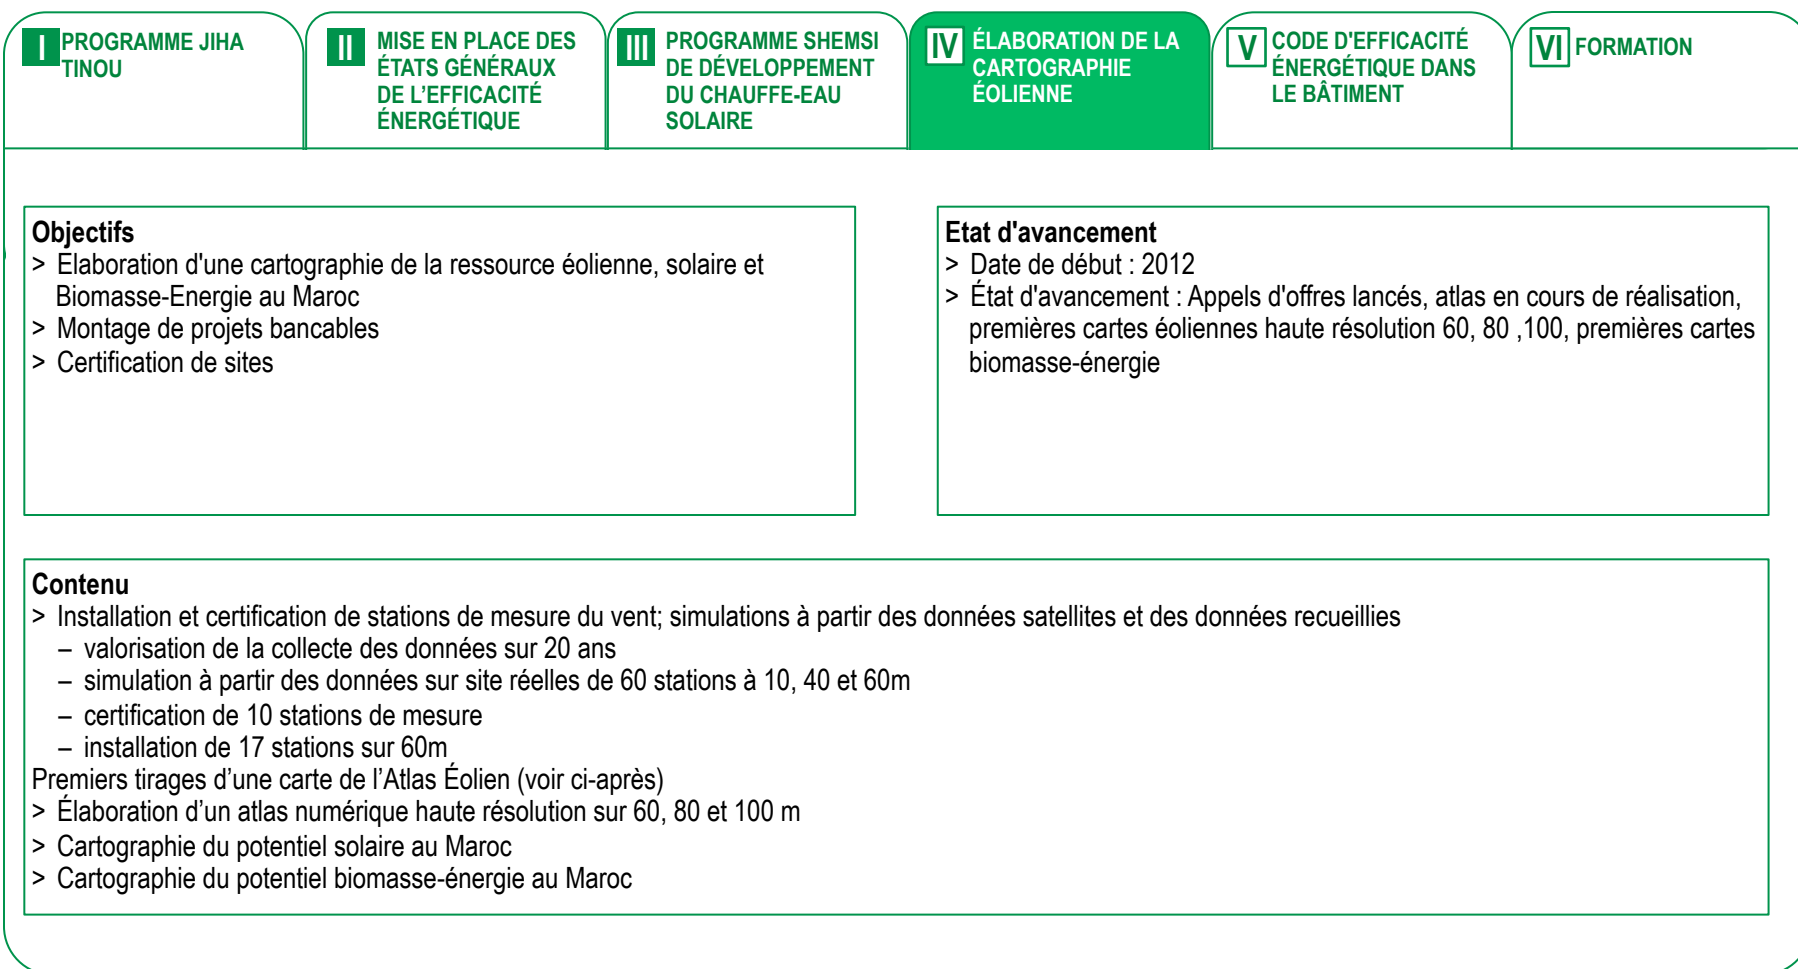 I PROGRAMME JIHA
TINOU
II MISE EN PLACE DES
ÉTATS GÉNÉRAUX
DE L’EFFICACITÉ
ÉNERGÉTIQUE
III PROGRAMME SHEMSI
DE DÉVELOPPEMENT
DU CHAUFFE-EAU
SOLAIRE
IV ÉLABORATION DE LA
CARTOGRAPHIE
ÉOLIENNE
V CODE D'EFFICACITÉ
ÉNERGÉTIQUE DANS
LE BÂTIMENT
VI FORMATION
Objectifs
> Elaboration d'une cartographie de la ressource éolienne, solaire et
Biomasse-Energie au Maroc
> Montage de projets bancables
> Certification de sites
Etat d'avancement
> Date de début : 2012
> État d'avancement : Appels d'offres lancés, atlas en cours de réalisation,
premières cartes éoliennes haute résolution 60, 80 ,100, premières cartes
biomasse-énergie
Contenu
> Installation et certification de stations de mesure du vent; simulations à partir des données satellites et des données recueillies
– valorisation de la collecte des données sur 20 ans
– simulation à partir des données sur site réelles de 60 stations à 10, 40 et 60m
– certification de 10 stations de mesure
– installation de 17 stations sur 60m
Premiers tirages d’une carte de l’Atlas Éolien (voir ci-après)
> Élaboration d’un atlas numérique haute résolution sur 60, 80 et 100 m
> Cartographie du potentiel solaire au Maroc
> Cartographie du potentiel biomasse-énergie au Maroc